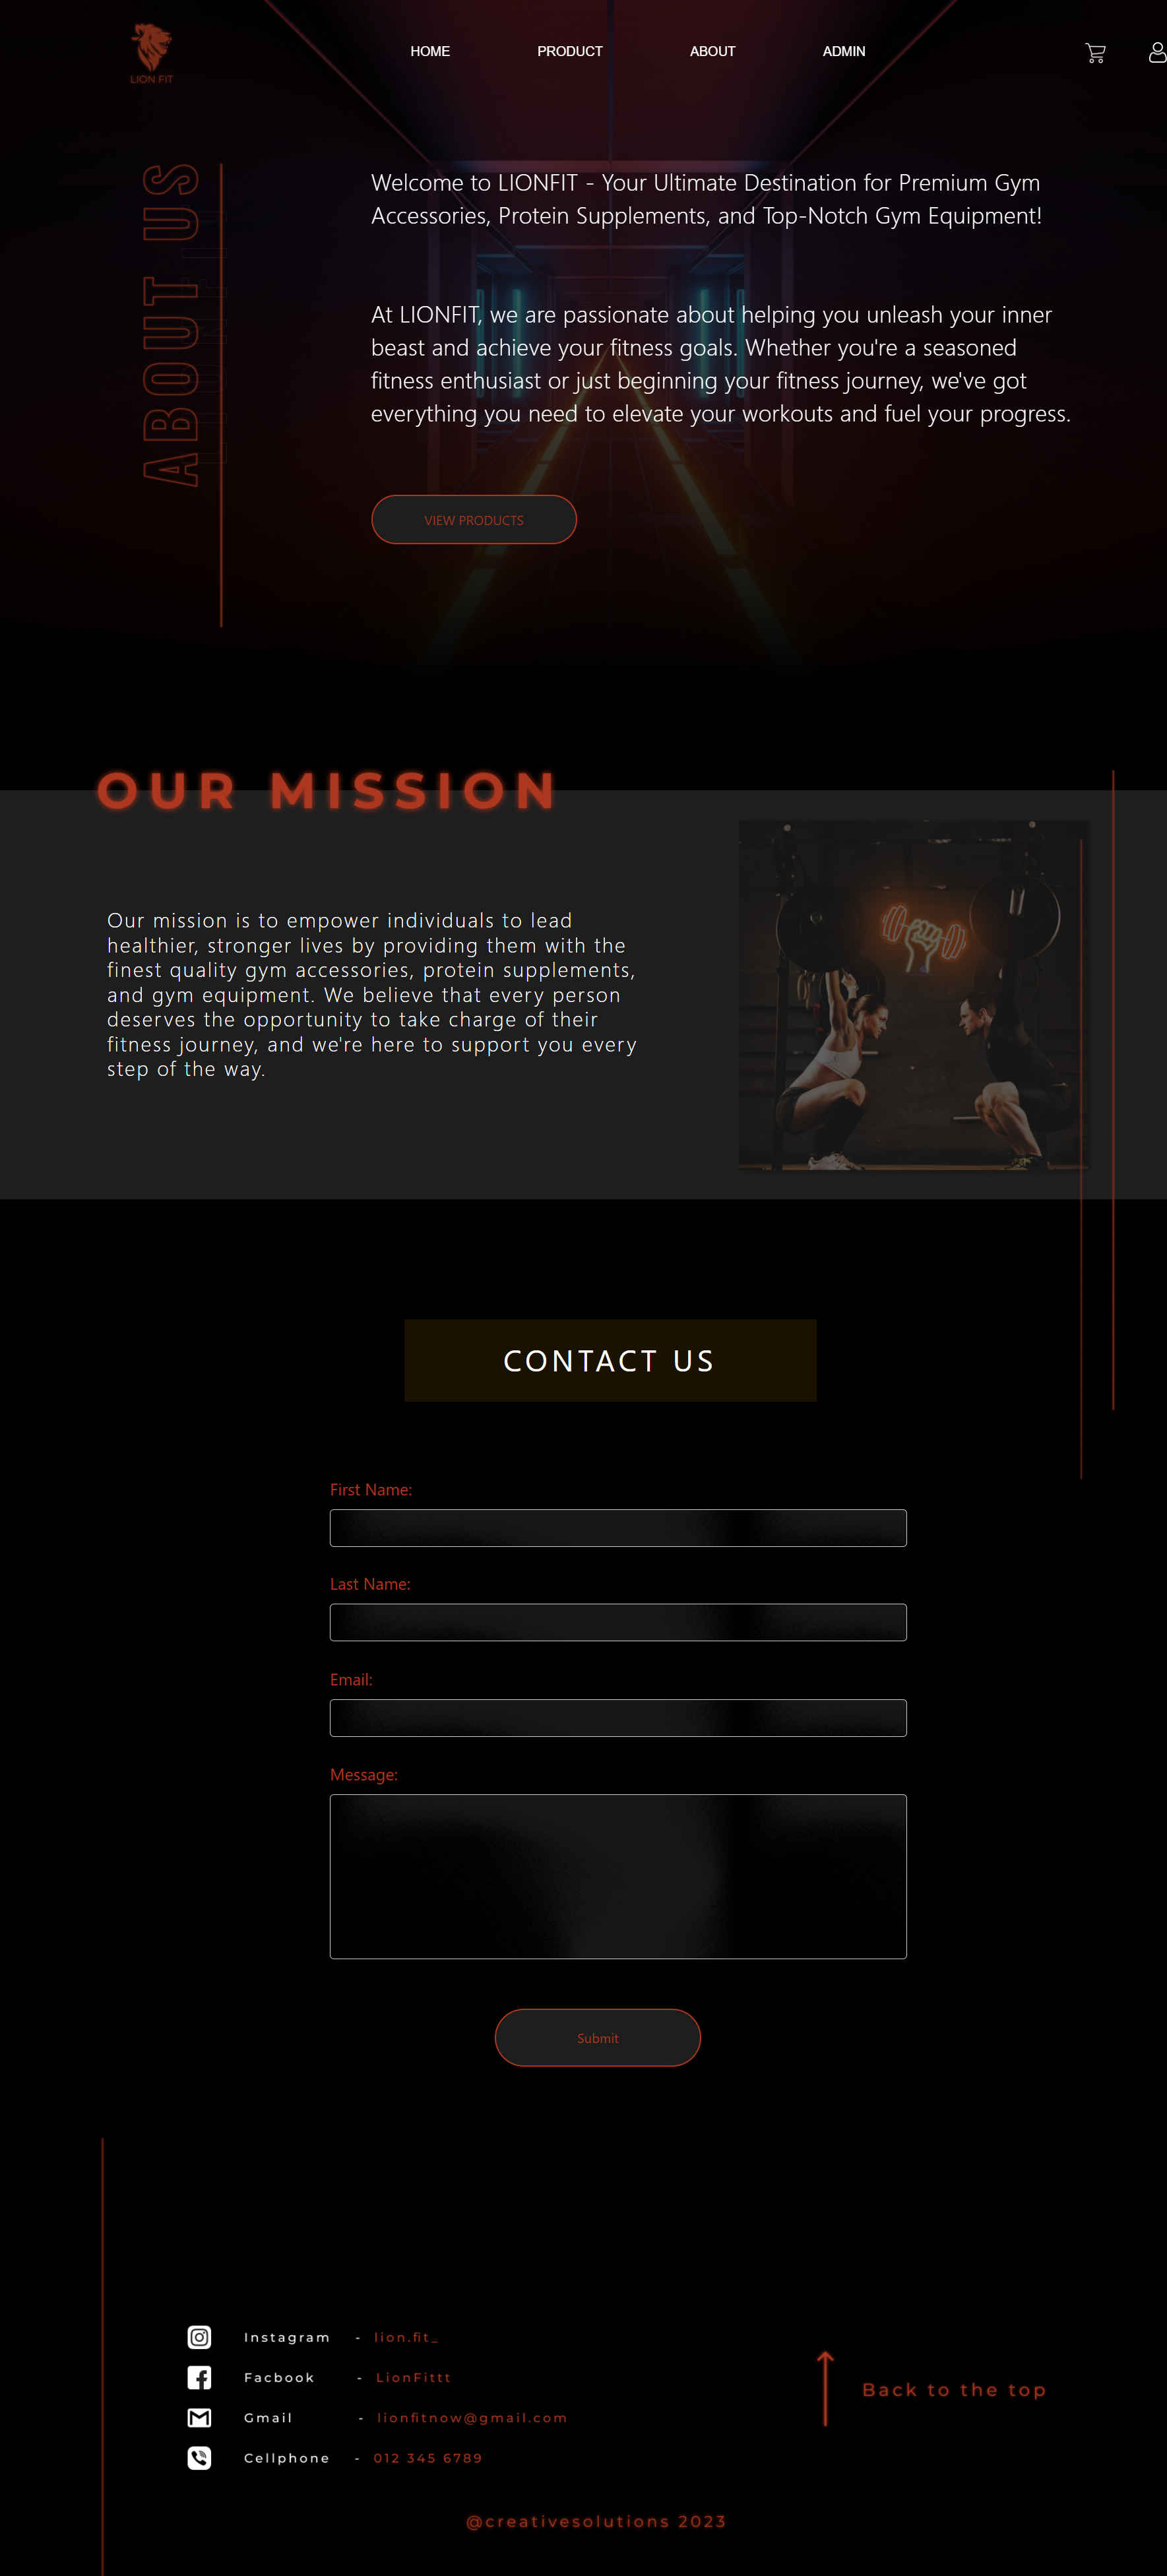 LION FIT
HOME
PRODUCT
ABOUT
ADMIN
ABOUT US
Welcome to LIONFIT - Your Ultimate Destination for Premium Gym
Accessories, Protein Supplements, and Top-Notch Gym Equipment!
At LIONFIT, we are passionate about helping you unleash your inner
beast and achieve your fitness goals. Whether you're a seasoned
fitness enthusiast or just beginning your fitness journey, we've got
everything you need to elevate your workouts and fuel your progress.
VIEW PRODUCTS
OUR MISSION
Our mission is to empower individuals to lead
healthier, stronger lives by providing them with the
finest quality gym accessories, protein supplements,
and gym equipment. We believe that every person
deserves the opportunity to take charge of their
fitness journey, and we're here to support you every
step of the way.
CONTACT US
First Name:
Last Name:
Email:
Message:
Submit
Instagram - lion.fit_
Facbook - LionFittt
Gmail - lionfitnow@gmail.com
Cellphone - 012 345 6789
Back to the top
@creativesolutions 2023